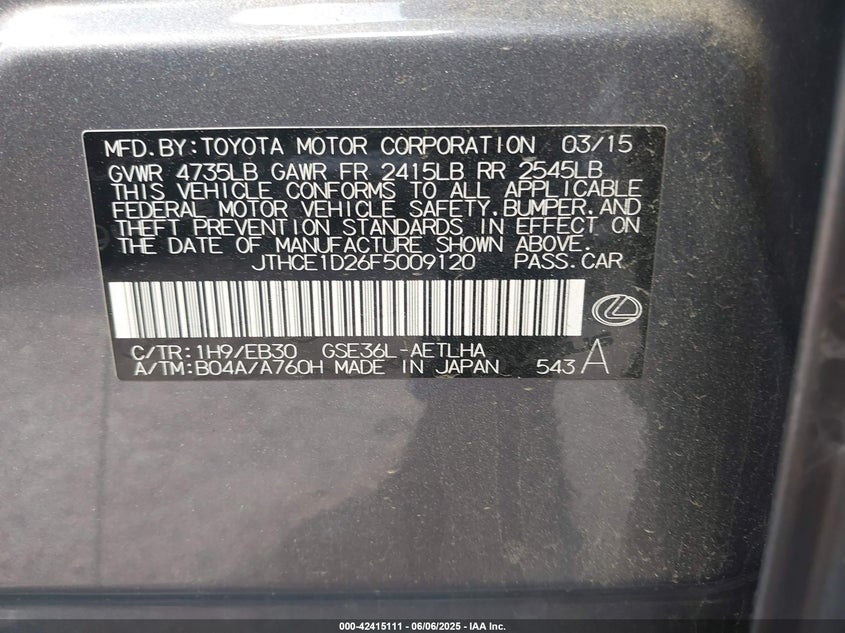 MFD.BY:TOYOTA MOTOR CORPORATION 03/15
GVWR 4735LB GAWR FR 2415LB RR 2545LB
THIS VEHICLE CONFORMS TO ALL APPLICABLE
FEDERAL MOTOR VEHICLE SAFETY,BUMPER,AND
THEFT PREVENTION STANDARDS IN EFFECT ON
THE DATE OF MANUFACTURE SHOWN ABOVE.
JTHCE1D26F5009120 PASS.CAR
C/TR:1H9/EB30 GSE36L-AETLHA
A/TM:B04A/A760H MADE IN JAPAN 543 A
000-42415111 - 06/06/2025 - IAA Inc.